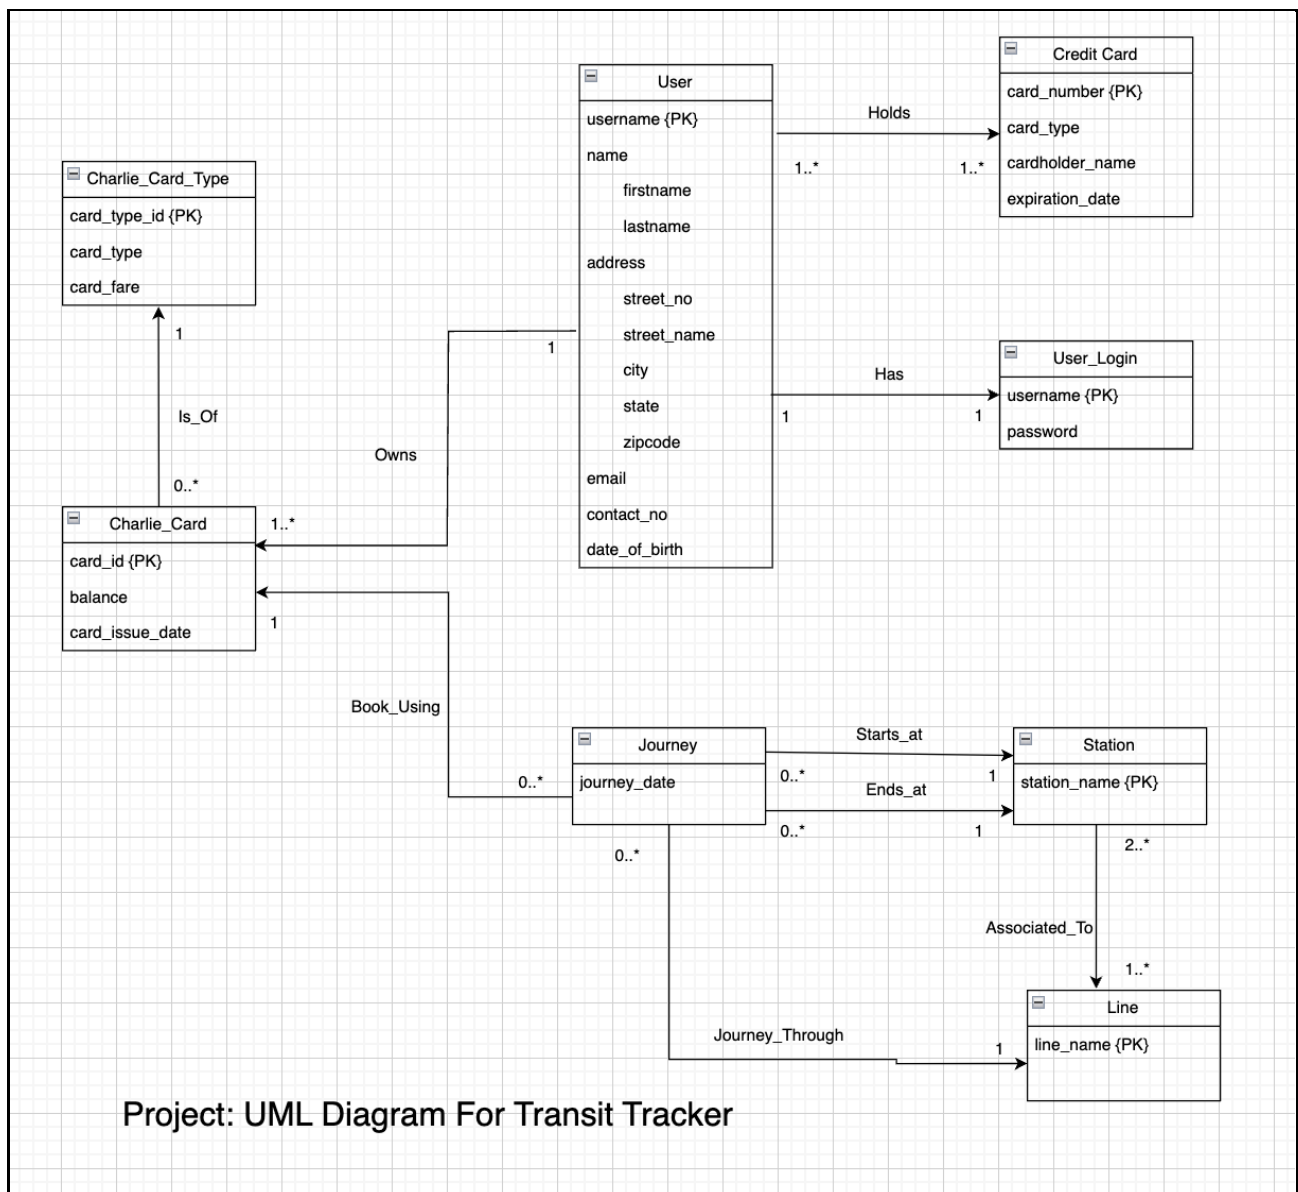 Credit Card
card_number {PK}
card_type
cardholder_name
expiration_date
User
username {PK}
name
firstname
lastname
address
street_no
street_name
city
state
zipcode
email
contact_no
date_of_birth
Holds
1..*
1..*
Charlie_Card_Type
card_type_id {PK}
card_type
card_fare
1
Is_Of
0..*
1
Owns
1..*
Has
1
1
User_Login
username {PK}
password
Charlie_Card
card_id {PK}
balance
card_issue_date
1
Book_Using
0..*
Journey
journey_date
Starts_at
0..*
1
Ends_at
0..*
1
Station
station_name {PK}
0..*
2..*
Associated_To
1..*
Line
line_name {PK}
Journey_Through
1
Project: UML Diagram For Transit Tracker